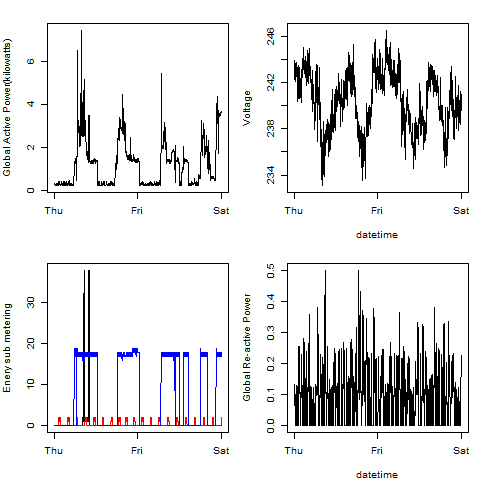 Global Active Power(kilowatts)
0 2 4 6
Thu Fri Sat
Voltage
234 238 242 246
Thu Fri Sat
datetime
Enery sub metering
0 10 20 30
Thu Fri Sat
Global Re-active Power
0.0 0.1 0.2 0.3 0.4 0.5
Thu Fri Sat
datetime